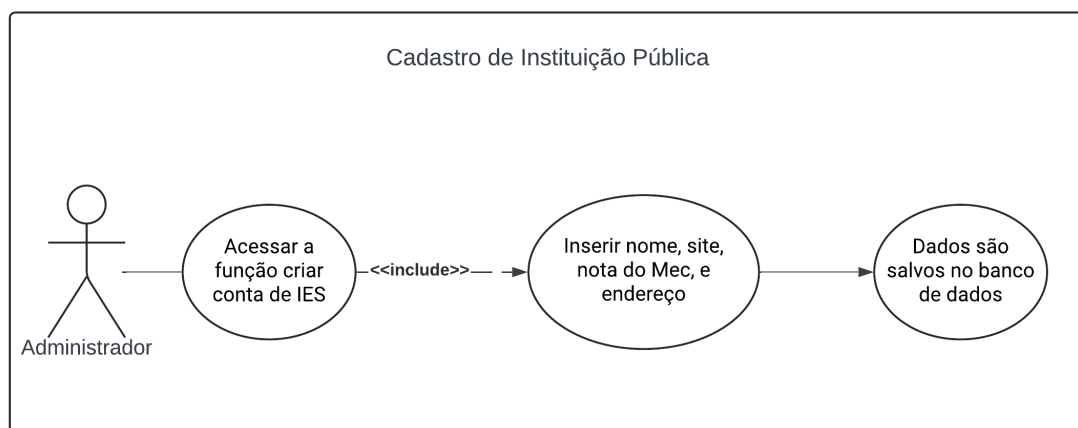 Cadastro de Instituição Pública
Acessar a
função criar
conta de IES
<<include>>
Inserir nome, site,
nota do Mec, e
endereço
Dados são
salvos no banco
de dados
Administrador